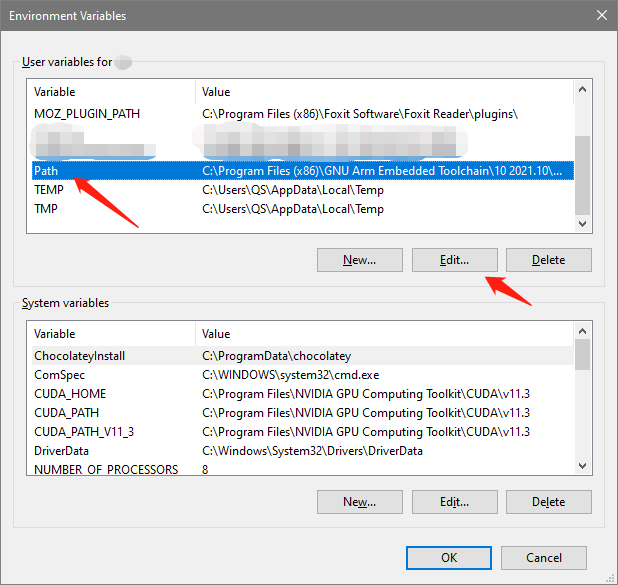 Environment Variables
User variables for
Variable Value
MOZ_PLUGIN_PATH C:\Program Files (x86)\Foxit Software\Foxit Reader\plugins\
Path C:\Program Files (x86)\GNU Arm Embedded Toolchain\10 2021.10\...
TEMP C:\Users\QS\AppData\Local\Temp
TMP C:\Users\QS\AppData\Local\Temp
New... Edit... Delete
System variables
Variable Value
ChocolateyInstall C:\ProgramData\chocolatey
ComSpec C:\WINDOWS\system32\cmd.exe
CUDA_HOME C:\Program Files\NVIDIA GPU Computing Toolkit\CUDA\v11.3
CUDA_PATH C:\Program Files\NVIDIA GPU Computing Toolkit\CUDA\v11.3
CUDA_PATH_V11_3 C:\Program Files\NVIDIA GPU Computing Toolkit\CUDA\v11.3
DriverData C:\Windows\System32\Drivers\DriverData
NUMBER_OF_PROCESSORS 8
New... Edit... Delete
OK Cancel